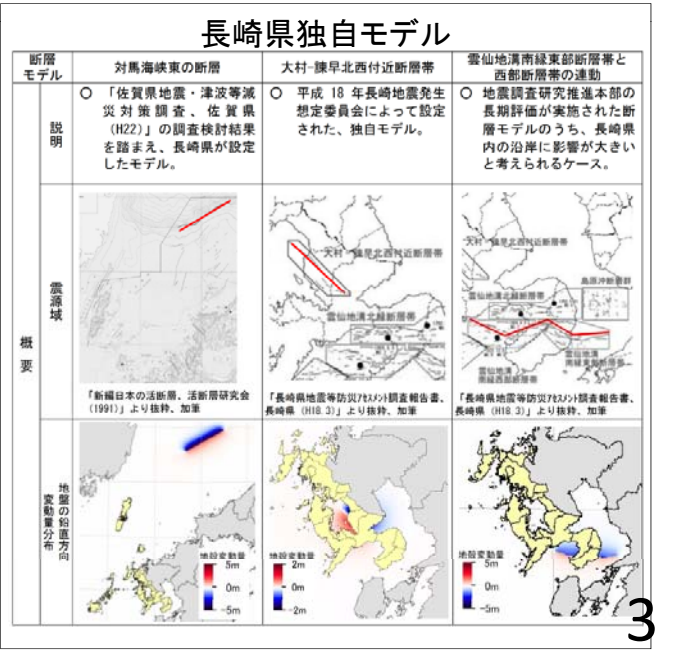 長崎県独自モデル
断層
モデル
対馬海峡東の断層
大村-諫早北西付近断層帯
雲仙地溝南縁東部断層帯と
西部断層帯の連動
概要
説明
○ 「佐賀県地震・津波等減
災対策調査、佐賀県
(H22)」の調査検討結果
を踏まえ、長崎県が設定
したモデル。
○ 平成 18 年長崎地震発生
想定委員会によって設定
された、独自モデル。
○ 地震調査研究推進本部の
長期評価が実施された断
層モデルのうち、長崎県
内の沿岸に影響が大きい
と考えられるケース。
震源域
「新編日本の活断層、活断層研究会
(1991)」より抜粋、加筆
大村-諫早北西付近断層帯
雲仙地溝北縁断層帯
「長崎県地震等防災アセスメント調査報告書、
長崎県 (H18.3)」より抜粋、加筆
大村-諫早北西付近断層帯
島原沖断層群
雲仙地溝北縁断層帯
雲仙地溝
南縁東部断層帯
雲仙地溝
南縁西部断層帯
「長崎県地震等防災アセスメント調査報告書、
長崎県 (H18.3)」より抜粋、加筆
地盤の鉛直方向
変動量分布
地殻変動量
5m
0m
-5m
地殻変動量
2m
0m
-2m
地殻変動量
5m
0m
-5m
3